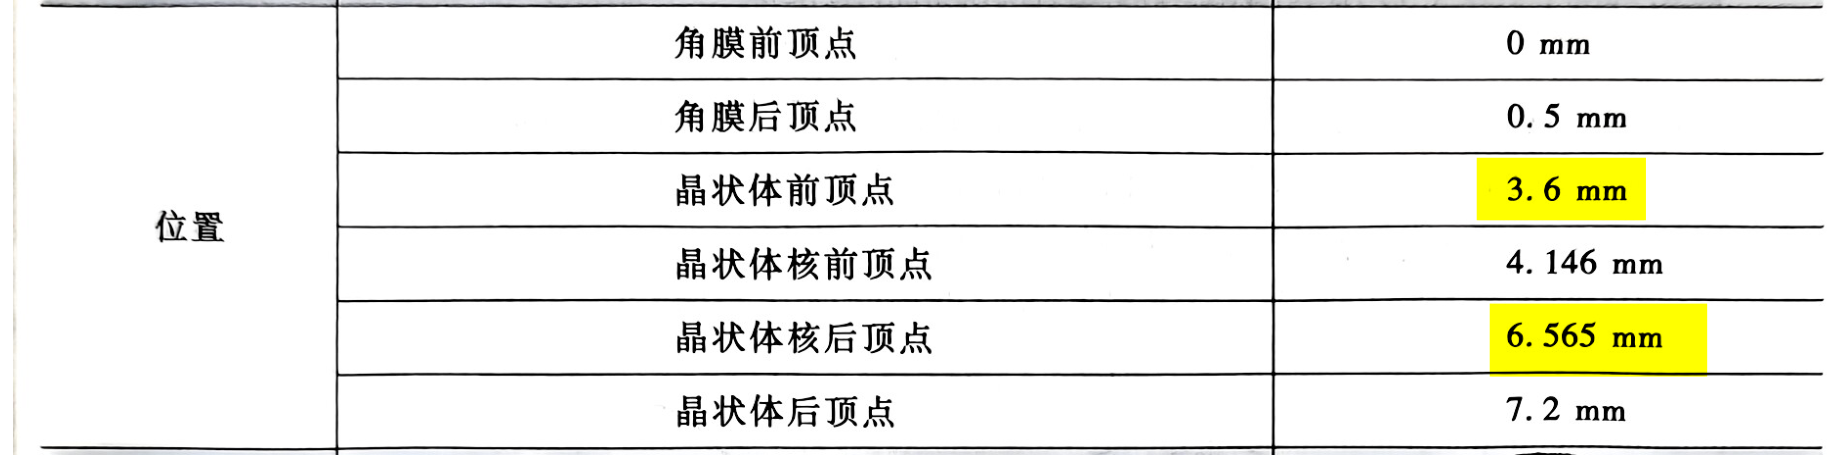 角膜前顶点 0 mm
角膜后顶点 0.5 mm
晶状体前顶点 3.6 mm
位置
晶状体核前顶点 4.146 mm
晶状体核后顶点 6.565 mm
晶状体后顶点 7.2 mm